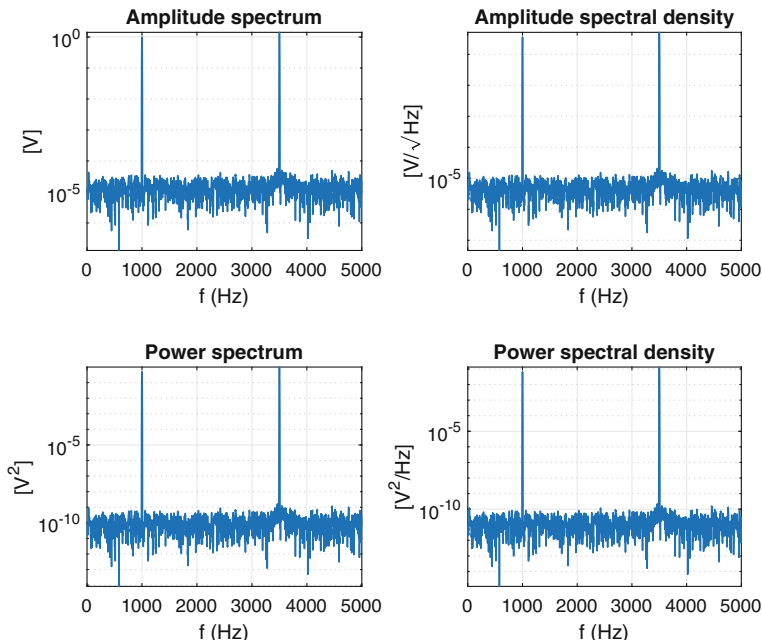 Amplitude spectrum
10^0
[V]
10^-5
0 1000 2000 3000 4000 5000
f (Hz)
Amplitude spectral density
[V/√Hz]
10^-5
0 1000 2000 3000 4000 5000
f (Hz)
Power spectrum
10^-5
[V^2]
10^-10
0 1000 2000 3000 4000 5000
f (Hz)
Power spectral density
10^-5
[V^2/Hz]
10^-10
0 1000 2000 3000 4000 5000
f (Hz)